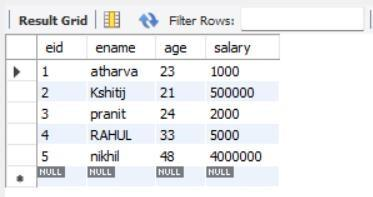 Result Grid Filter Rows:
eid ename age salary
1 atharva 23 1000
2 Kshitij 21 500000
3 pranit 24 2000
4 RAHUL 33 5000
5 nikhil 48 4000000
NULL NULL NULL NULL